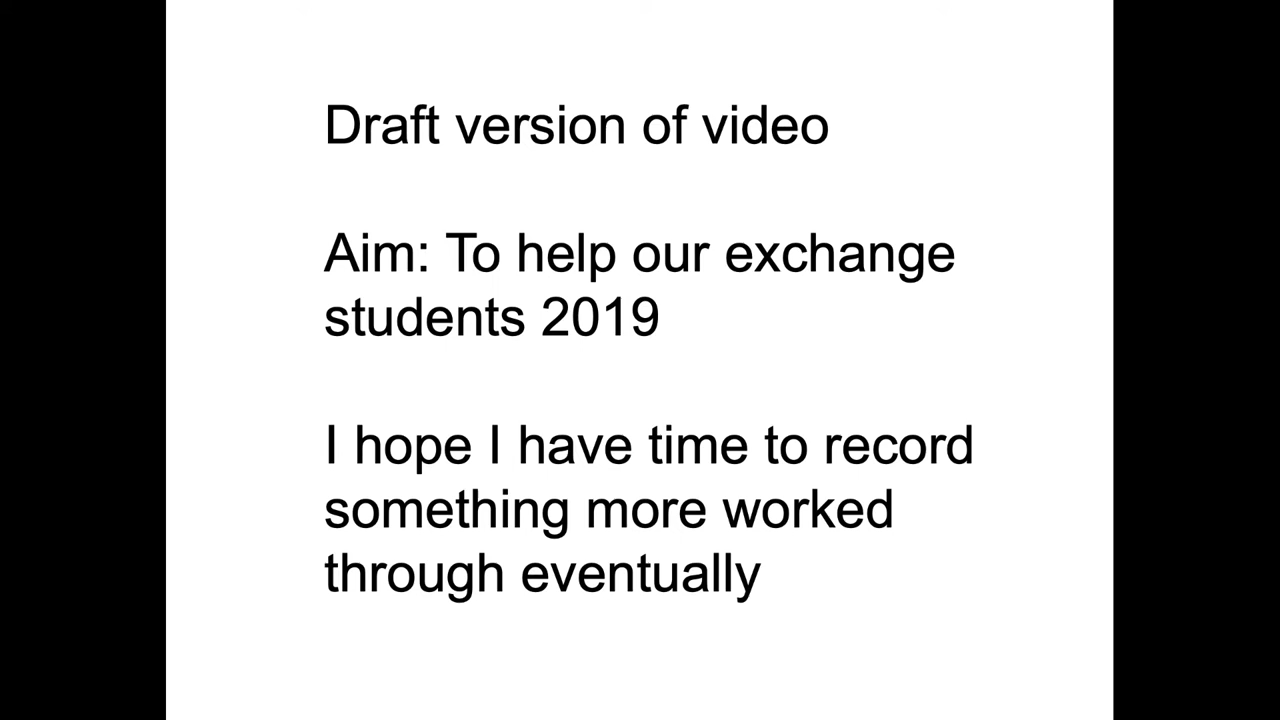 Draft version of video
Aim: To help our exchange
students 2019
I hope I have time to record
something more worked
through eventually